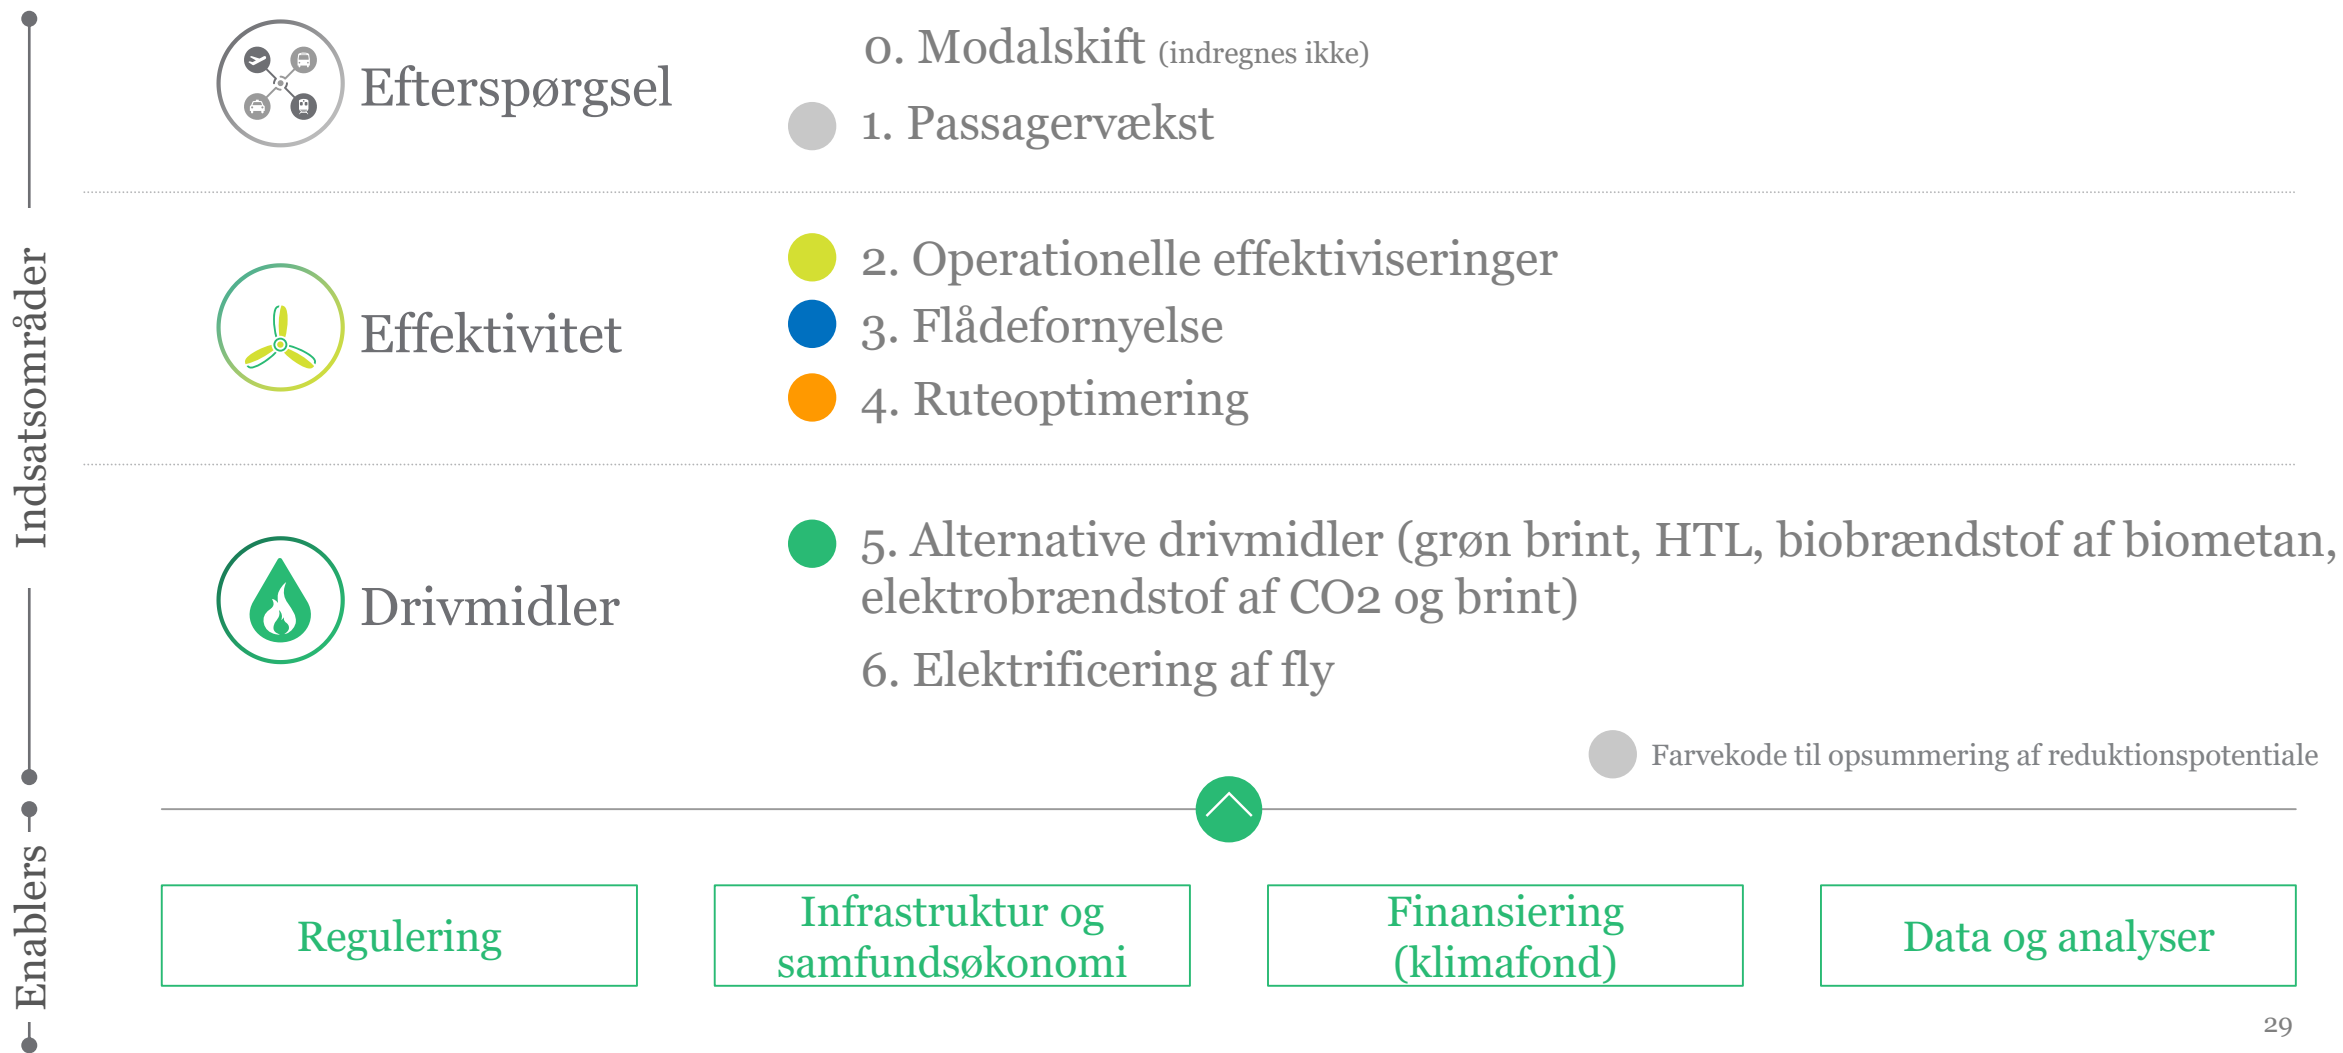 Indsatsområder
Efterspørgsel
0. Modalskift (indregnes ikke)
1. Passagervækst
Effektivitet
2. Operationelle effektiviseringer
3. Flådefornyelse
4. Ruteoptimering
Drivmidler
5. Alternative drivmidler (grøn brint, HTL, biobrændstof af biometan,
elektrobrændstof af CO2 og brint)
6. Elektrificering af fly
Farvekode til opsummering af reduktionspotentiale
Enablers
Regulering
Infrastruktur og
samfundsøkonomi
Finansiering
(klimafond)
Data og analyser
29